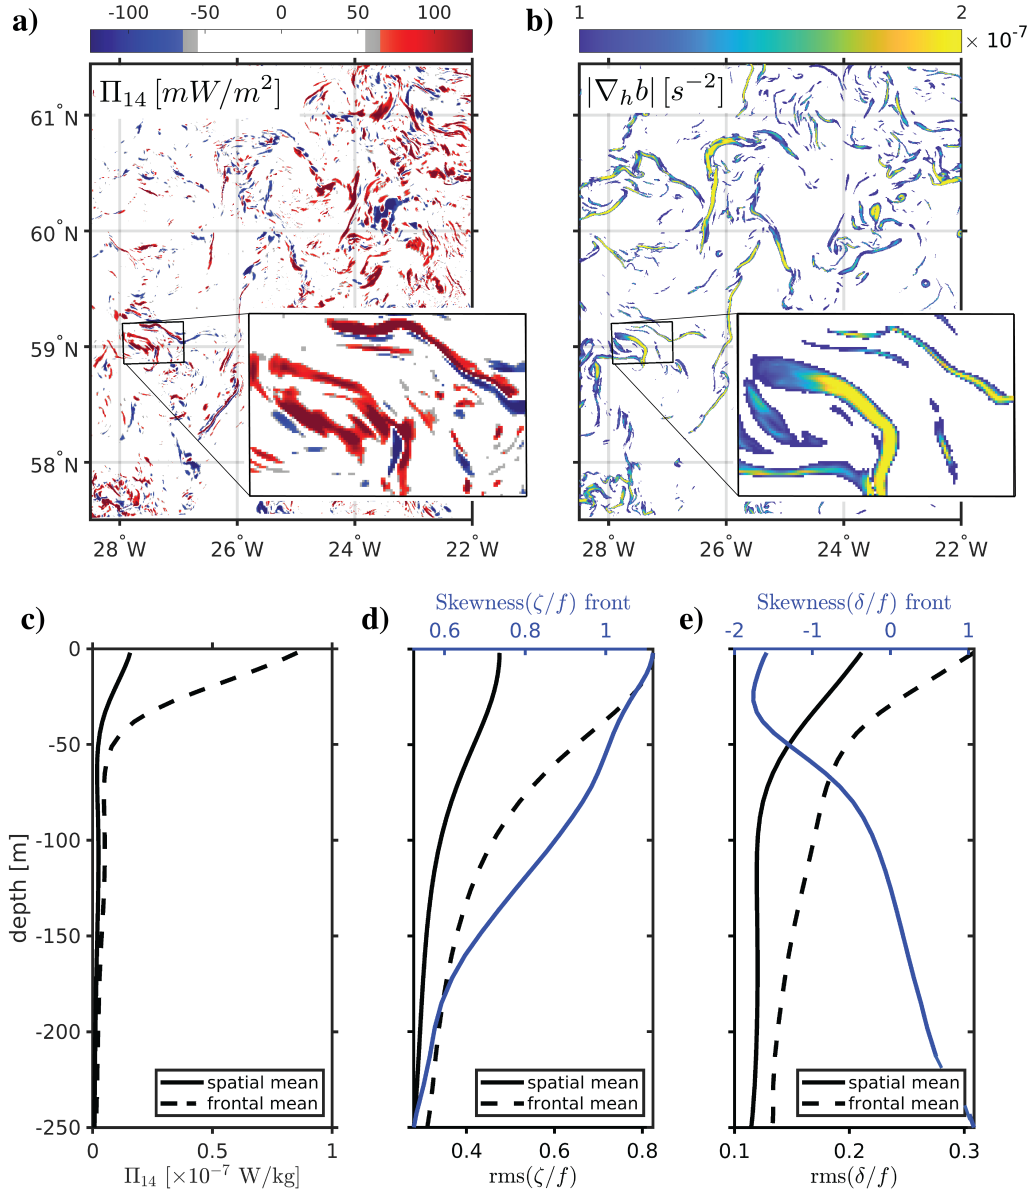 a)
-100 -50 0 50 100
Π₁₄ [mW/m²]
61°N
60°N
59°N
58°N
28°W 26°W 24°W 22°W
b)
1 2
× 10⁻⁷
|∇ₕb| [s⁻²]
28°W 26°W 24°W 22°W
c)
0
-50
-100
-150
-200
-250
depth [m]
spatial mean
frontal mean
0 0.5 1
Π₁₄ [×10⁻⁷ W/kg]
d)
Skewness(ζ/f) front
0.6 0.8 1
spatial mean
frontal mean
0.4 0.6 0.8
rms(ζ/f)
e)
Skewness(δ/f) front
-2 -1 0 1
spatial mean
frontal mean
0.1 0.2 0.3
rms(δ/f)